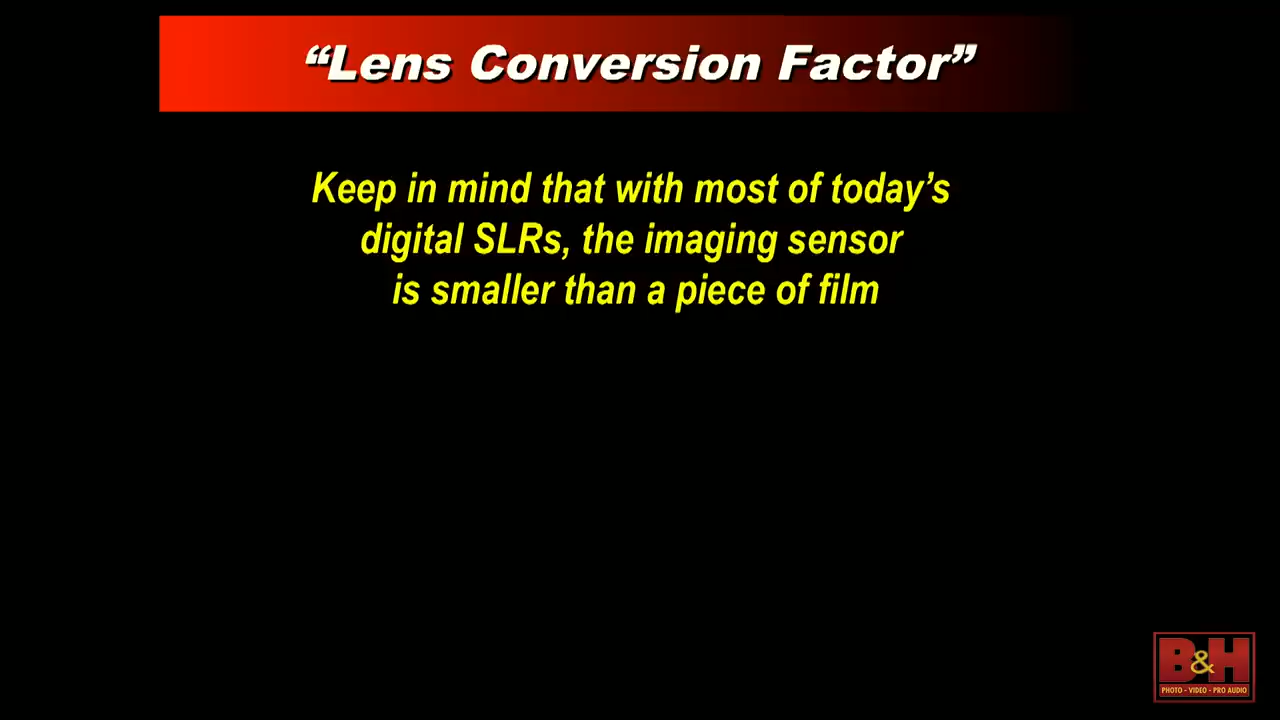 “Lens Conversion Factor”
Keep in mind that with most of today’s
digital SLRs, the imaging sensor
is smaller than a piece of film
B&H
PHOTO - VIDEO - PRO AUDIO